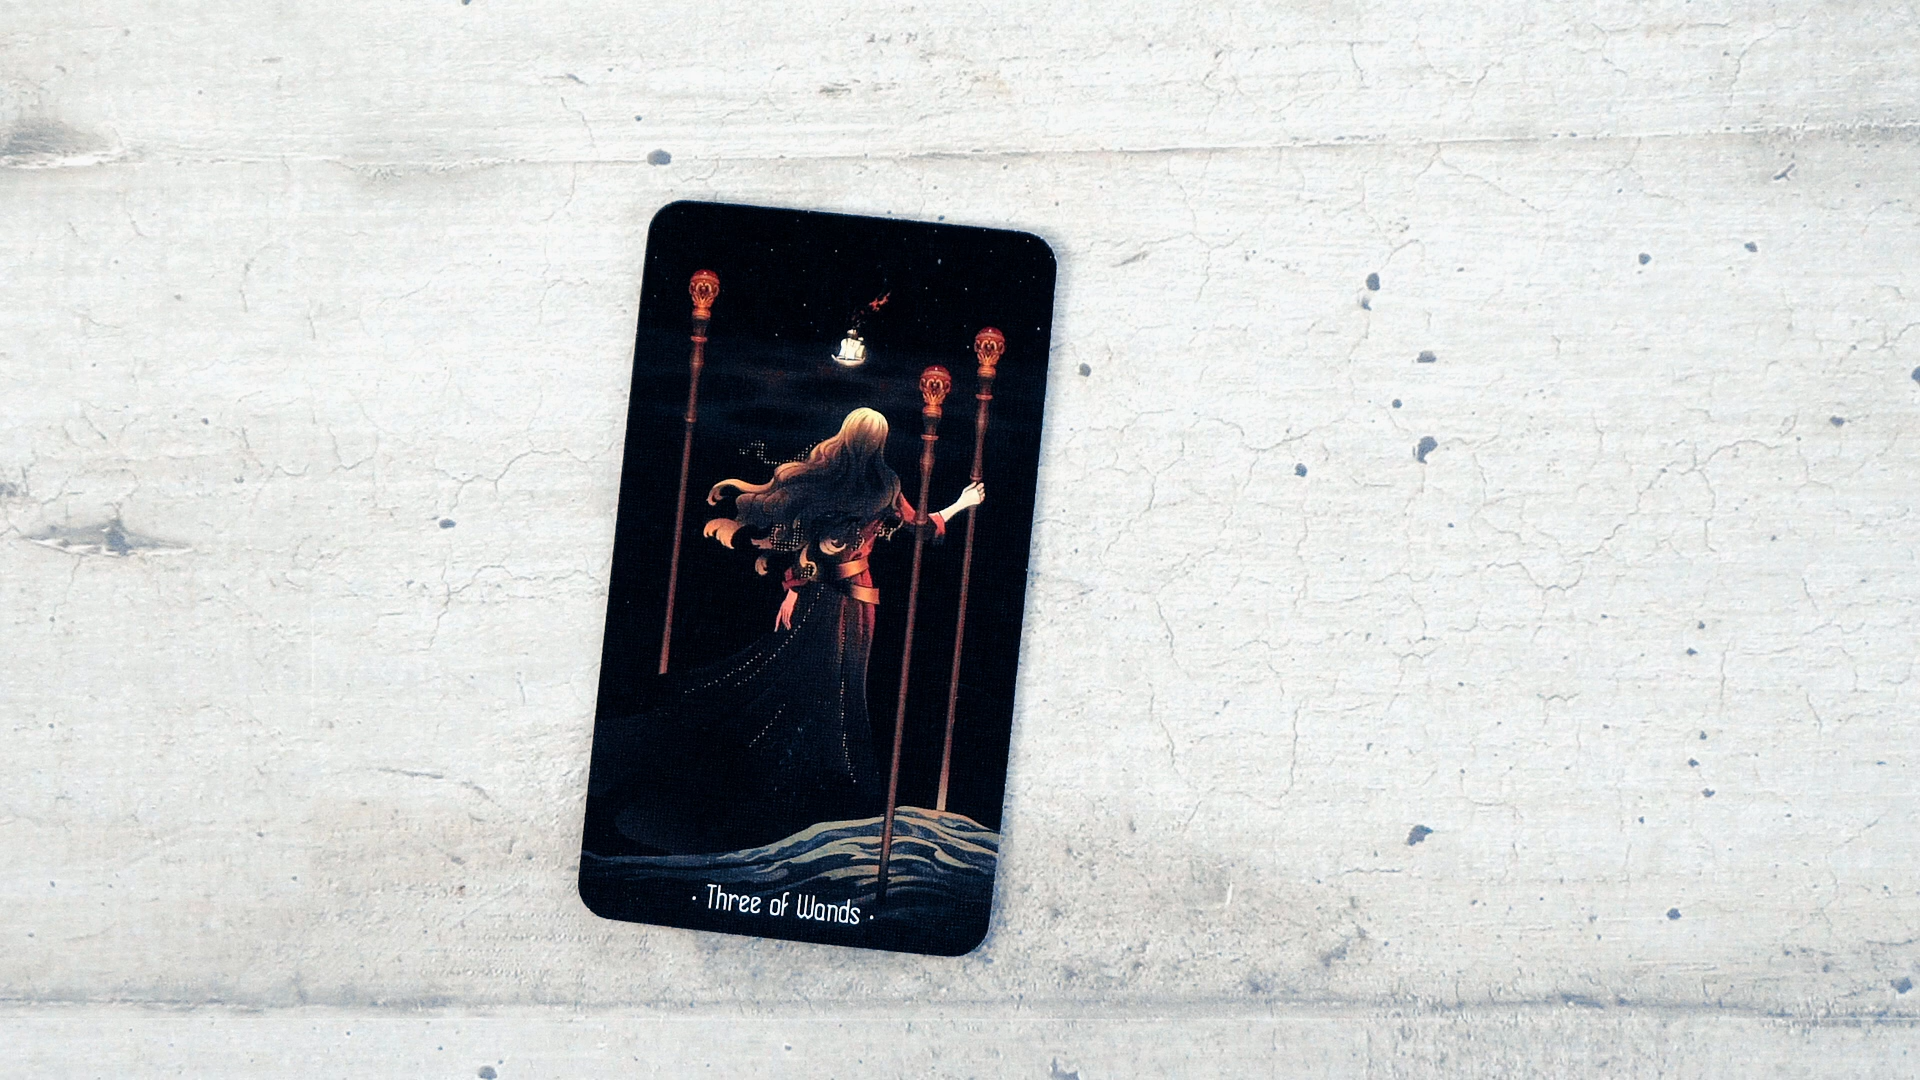 · Three of Wands ·